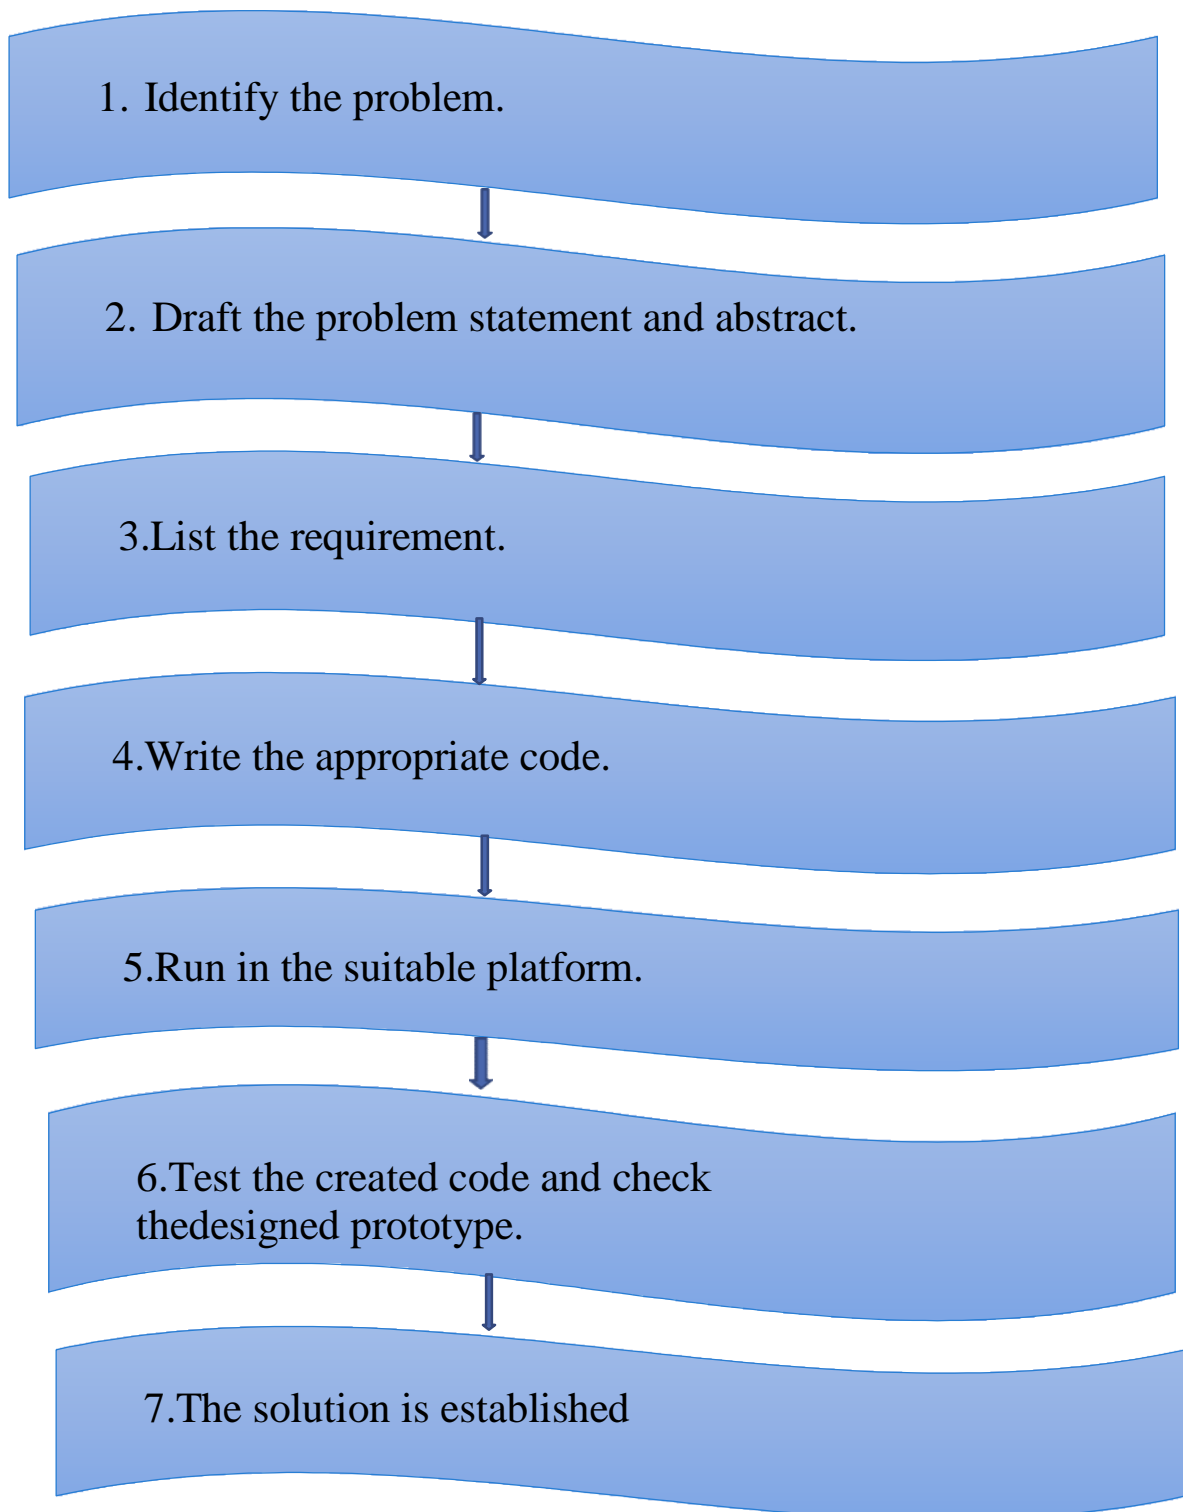 1. Identify the problem.
2. Draft the problem statement and abstract.
3.List the requirement.
4.Write the appropriate code.
5.Run in the suitable platform.
6.Test the created code and check
thedesigned prototype.
7.The solution is established